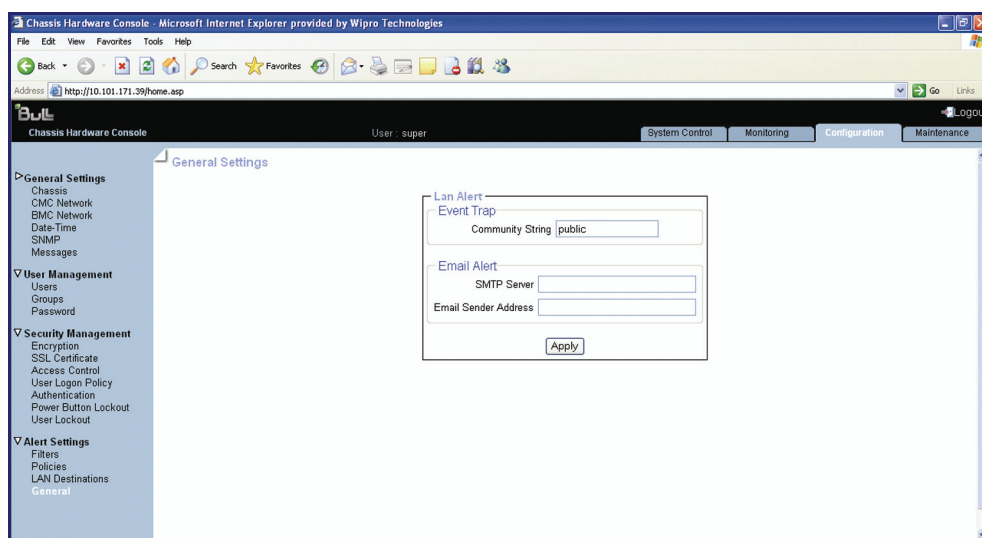 Chassis Hardware Console - Microsoft Internet Explorer provided by Wipro Technologies
File Edit View Favorites Tools Help
Back Search Favorites
Address http://10.101.171.39/home.asp Go Links
Bull Logou
Chassis Hardware Console User : super System Control Monitoring Configuration Maintenance
General Settings
General Settings
Chassis
CMC Network
BMC Network
Date-Time
SNMP
Messages
User Management
Users
Groups
Password
Security Management
Encryption
SSL Certificate
Access Control
User Logon Policy
Authentication
Power Button Lockout
User Lockout
Alert Settings
Filters
Policies
LAN Destinations
General
Lan Alert
Event Trap
Community String public
Email Alert
SMTP Server
Email Sender Address
Apply